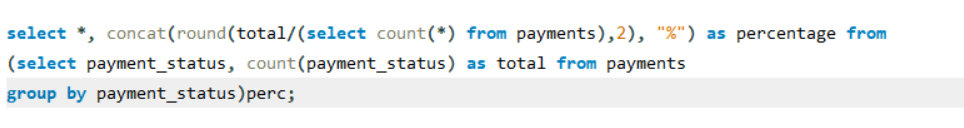 select *, concat(round(total/(select count(*) from payments),2), "%") as percentage from
(select payment_status, count(payment_status) as total from payments
group by payment_status)perc;